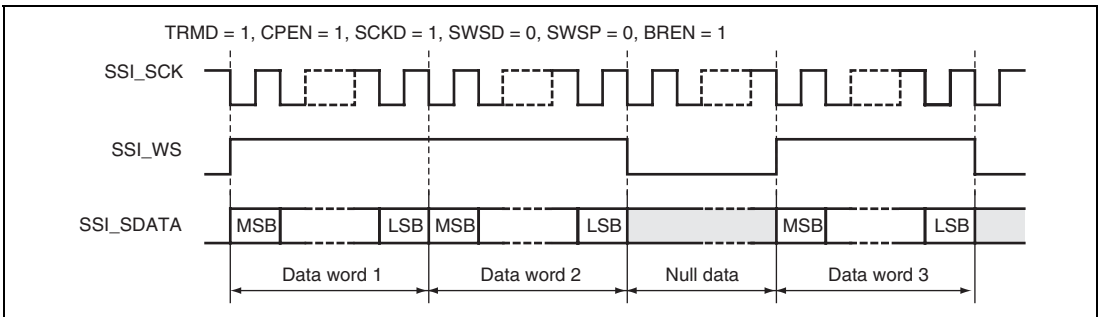 TRMD = 1, CPEN = 1, SCKD = 1, SWSD = 0, SWSP = 0, BREN = 1
SSI_SCK
SSI_WS
SSI_SDATA
MSB LSB MSB LSB MSB LSB
Data word 1 Data word 2 Null data Data word 3